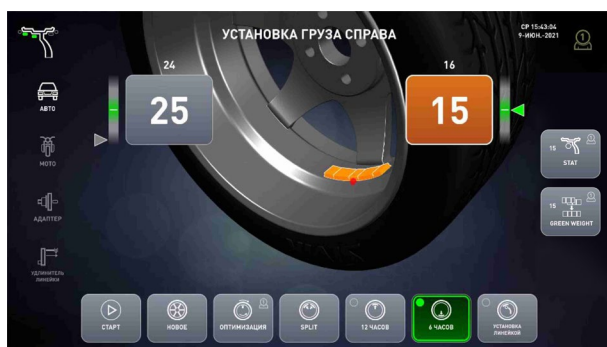 УСТАНОВКА ГРУЗА СПРАВА
СР 15:43:04
9-ИЮН.-2021
1
24
16
25
15
АВТО
МОТО
АДАПТЕР
УДЛИНИТЕЛЬ
ЛИНЕЙКИ
15
STAT
15
GREEN WEIGHT
СТАРТ
НОВОЕ
ОПТИМИЗАЦИЯ
SPLIT
12 ЧАСОВ
6 ЧАСОВ
УСТАНОВКА
ЛИНЕЙКОЙ